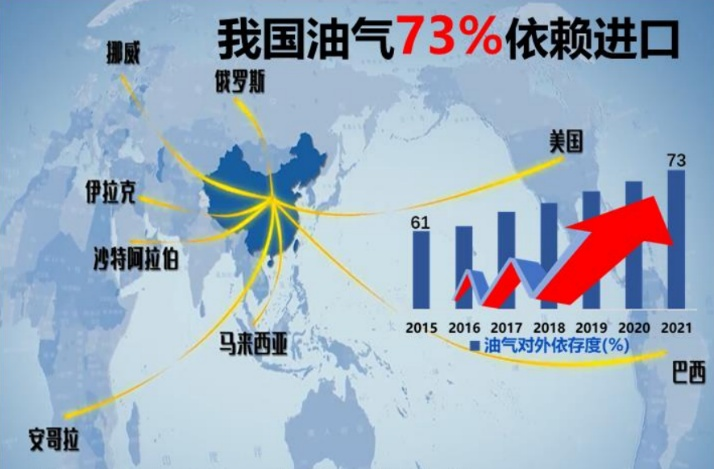 我国油气73%依赖进口
挪威
俄罗斯
美国
伊拉克
沙特阿拉伯
马来西亚
安哥拉
巴西
73
61
2015 2016 2017 2018 2019 2020 2021
油气对外依存度(%)